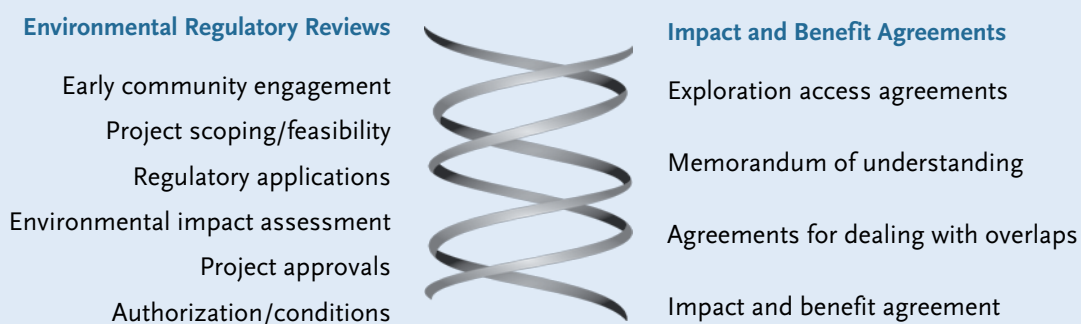 Environmental Regulatory Reviews
Early community engagement
Project scoping/feasibility
Regulatory applications
Environmental impact assessment
Project approvals
Authorization/conditions
Impact and Benefit Agreements
Exploration access agreements
Memorandum of understanding
Agreements for dealing with overlaps
Impact and benefit agreement